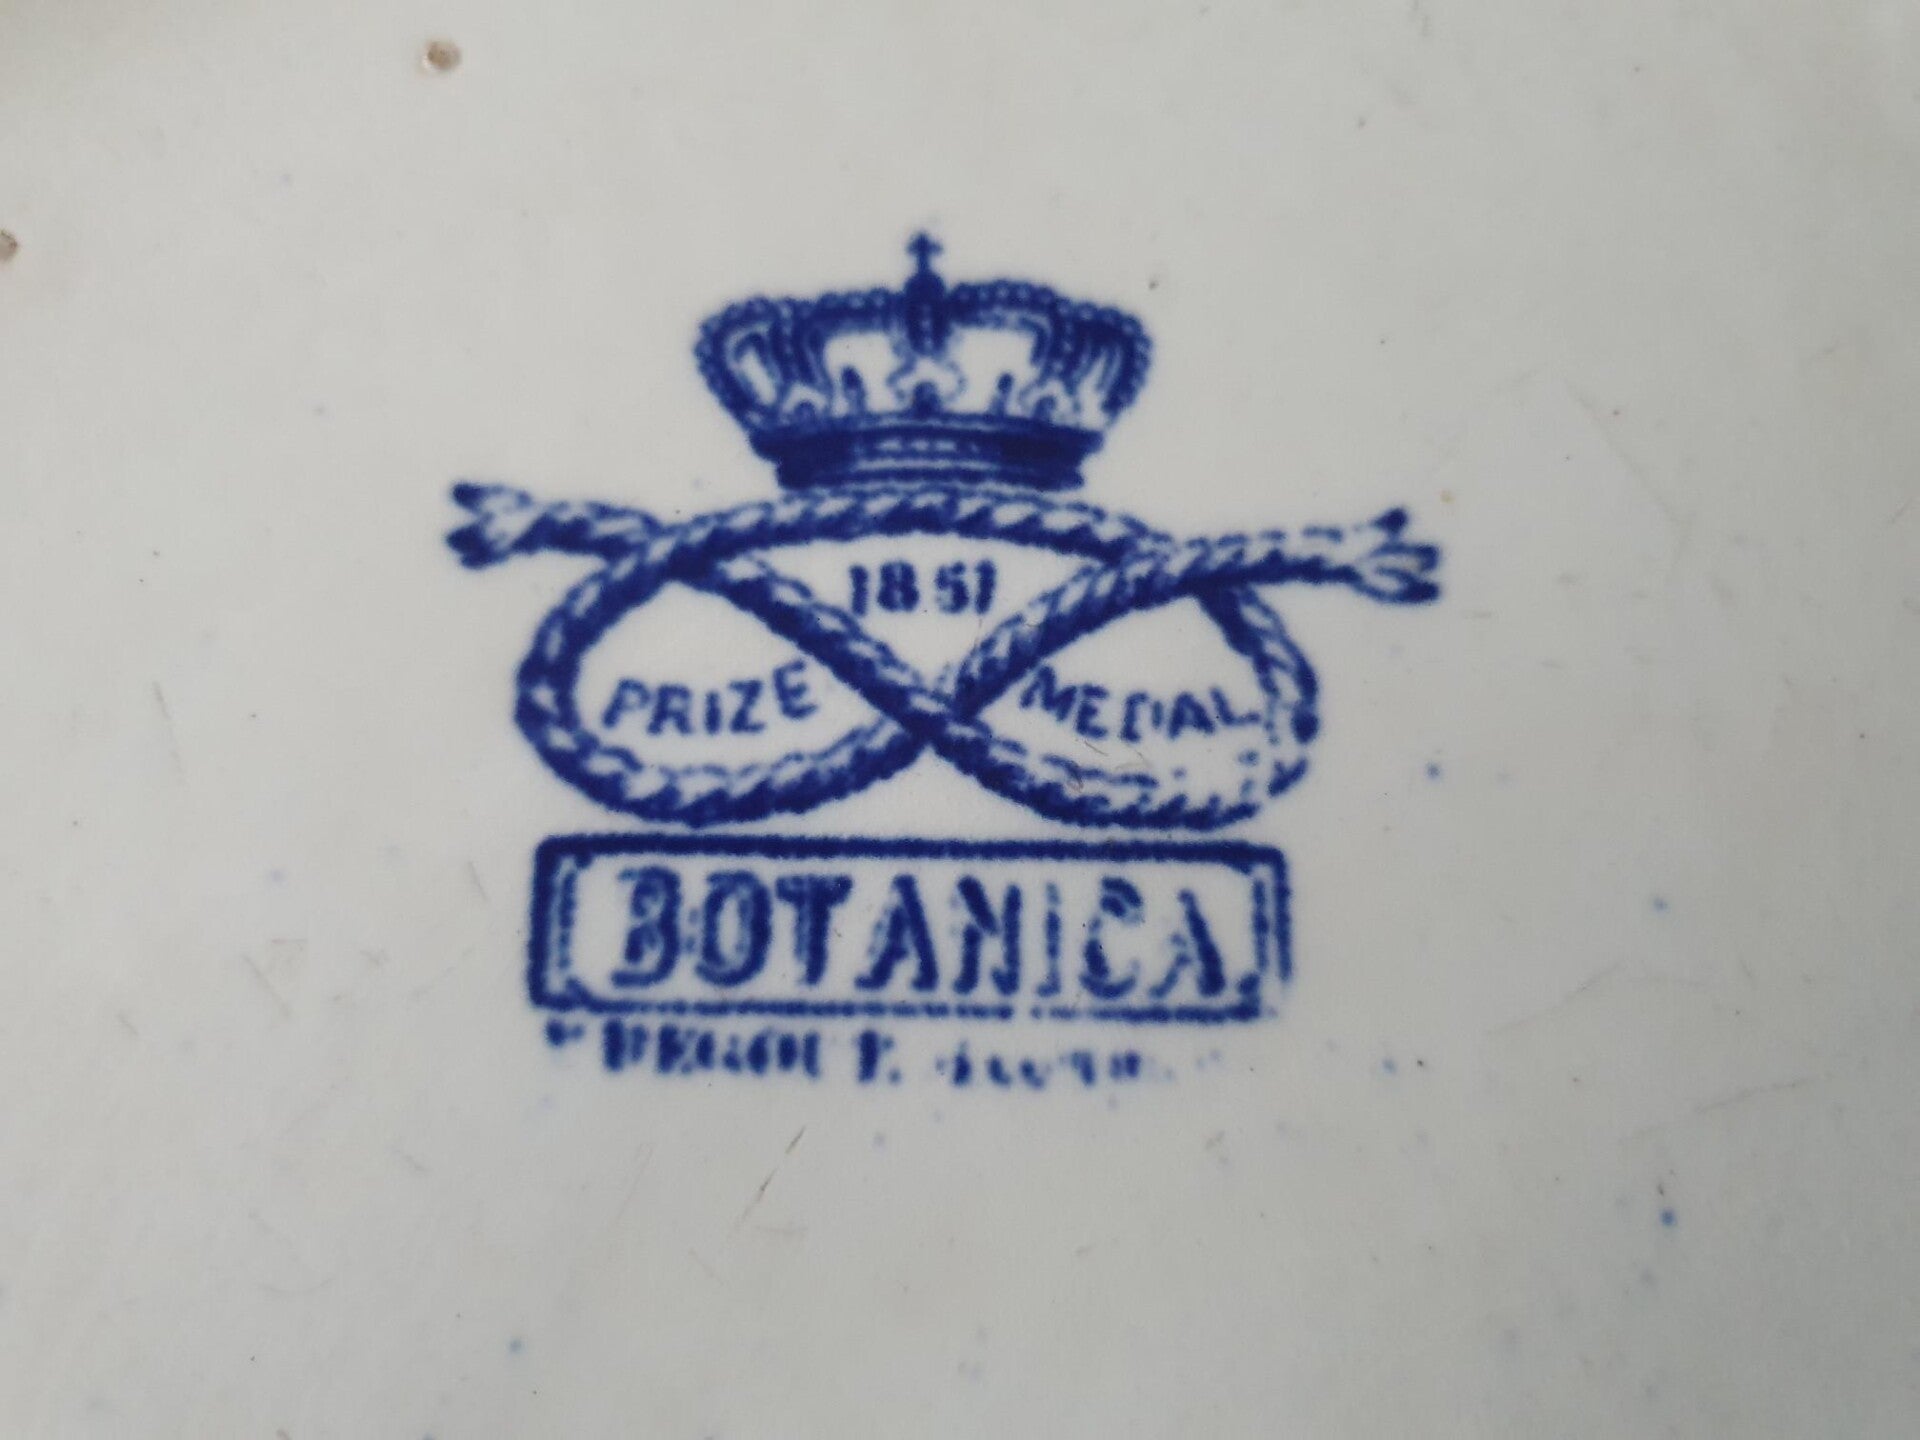 1851
PRIZE MEDAL
BOTANICA